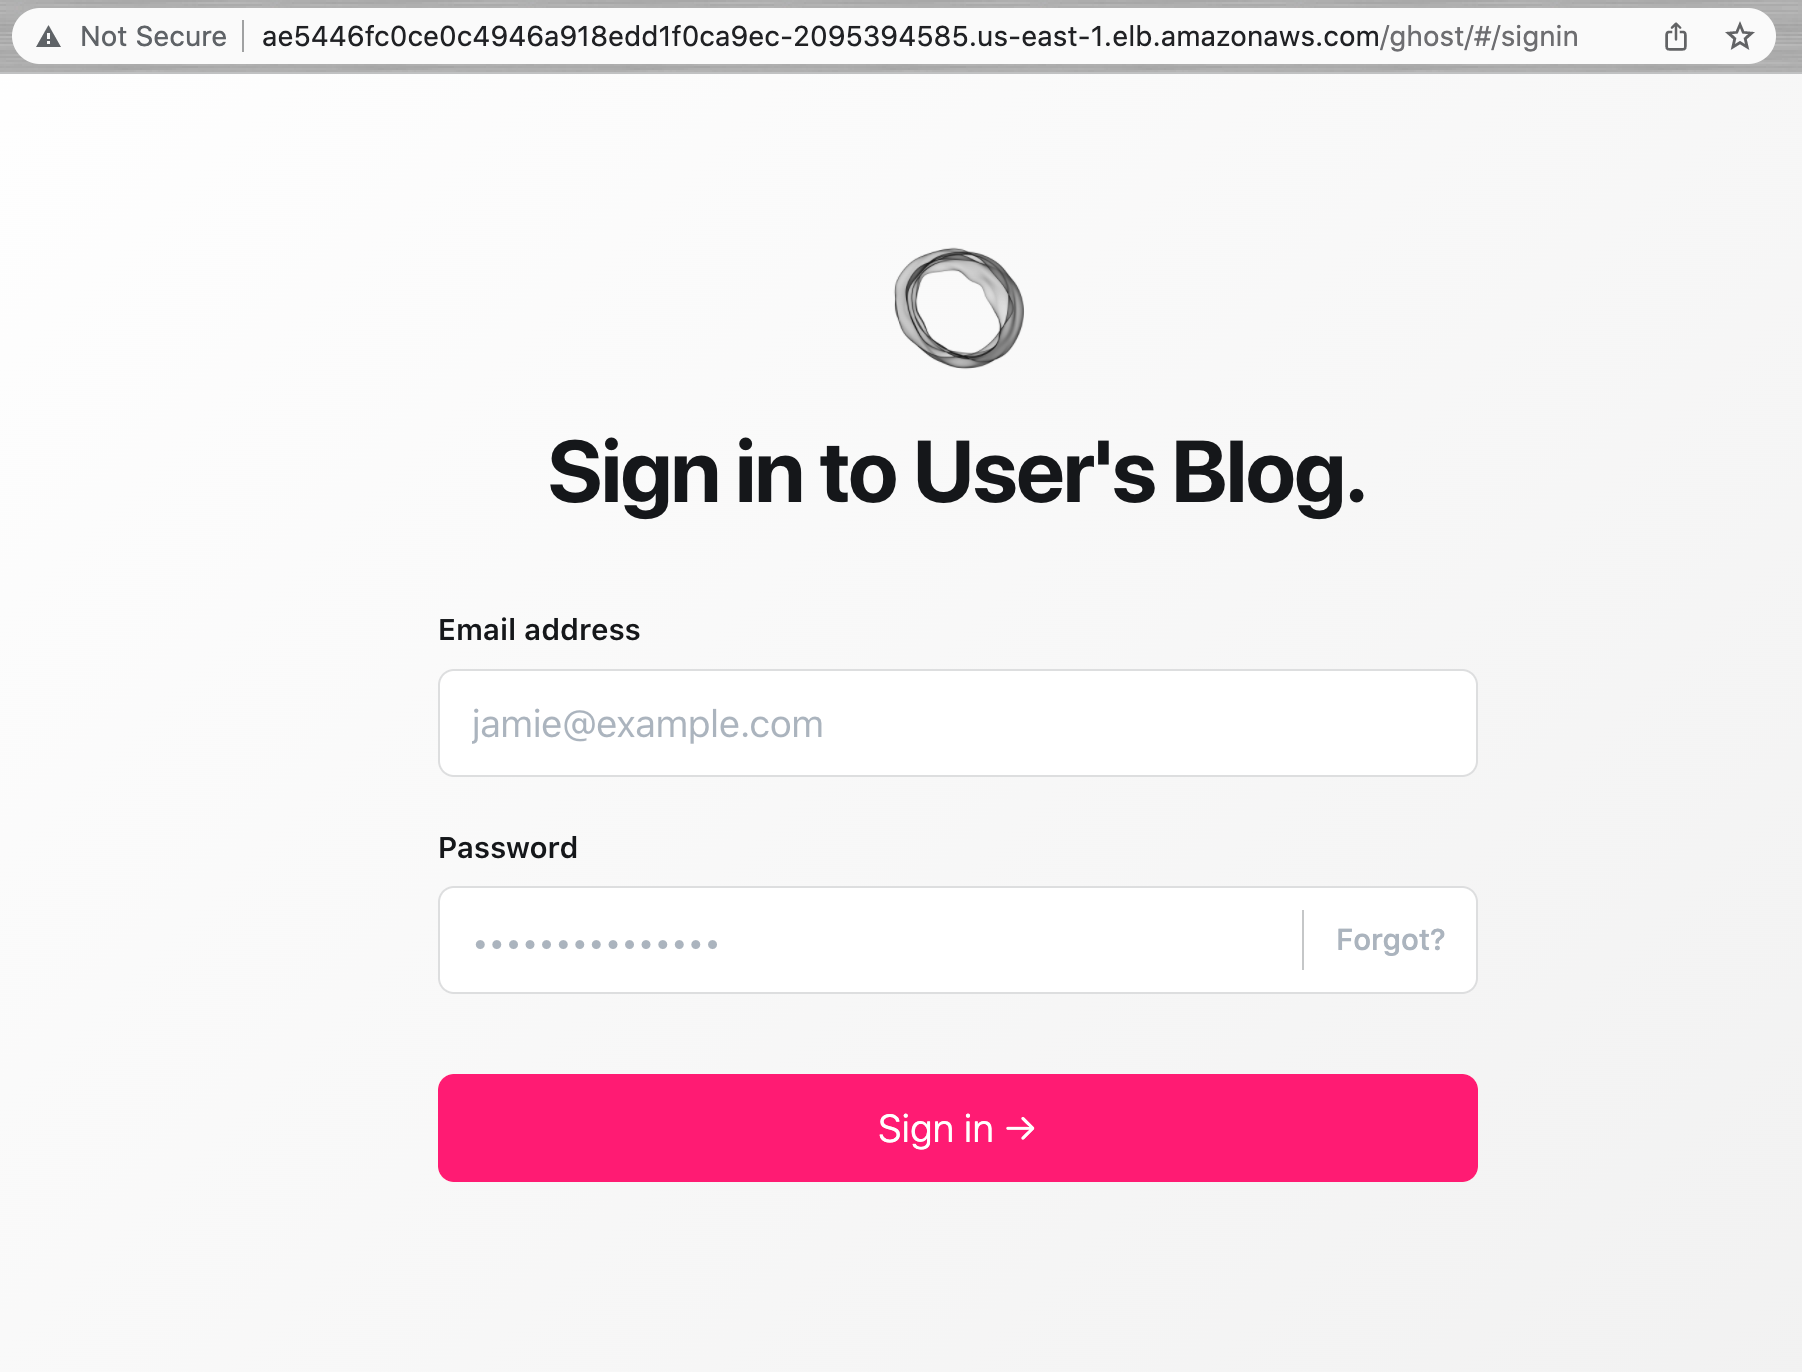 Not Secure ae5446fc0ce0c4946a918edd1f0ca9ec-2095394585.us-east-1.elb.amazonaws.com/ghost/#/signin
Sign in to User's Blog.
Email address
jamie@example.com
Password
••••••••••••••• Forgot?
Sign in →